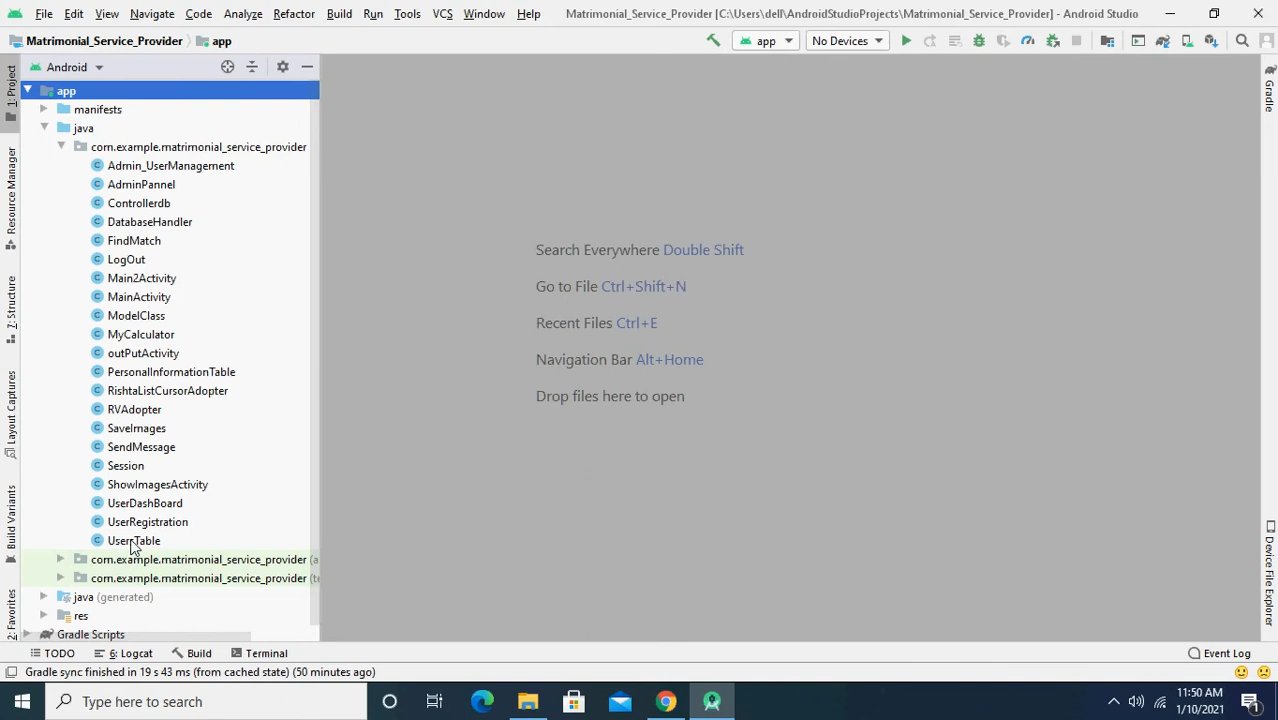 File Edit View Navigate Code Analyze Refactor Build Run Tools VCS Window Help Matrimonial_Service_Provider [C:\Users\dell\AndroidStudioProjects\Matrimonial_Service_Provider] - Android Studio
Matrimonial_Service_Provider app app No Devices
Android
1: Project
Resource Manager
Z: Structure
Layout Captures
Build Variants
2: Favorites
app
manifests
java
com.example.matrimonial_service_provider
Admin_UserManagement
AdminPannel
Controllerdb
DatabaseHandler
FindMatch
LogOut
Main2Activity
MainActivity
ModelClass
MyCalculator
outPutActivity
PersonalInformationTable
RishtaListCursorAdopter
RVAdopter
SaveImages
SendMessage
Session
ShowImagesActivity
UserDashBoard
UserRegistration
UsersTable
com.example.matrimonial_service_provider (a
com.example.matrimonial_service_provider (te
java (generated)
res
Gradle Scripts
Search Everywhere Double Shift
Go to File Ctrl+Shift+N
Recent Files Ctrl+E
Navigation Bar Alt+Home
Drop files here to open
Gradle
Device File Explorer
TODO 6: Logcat Build Terminal Event Log
Gradle sync finished in 19 s 43 ms (from cached state) (50 minutes ago)
Type here to search
11:50 AM
1/10/2021
1